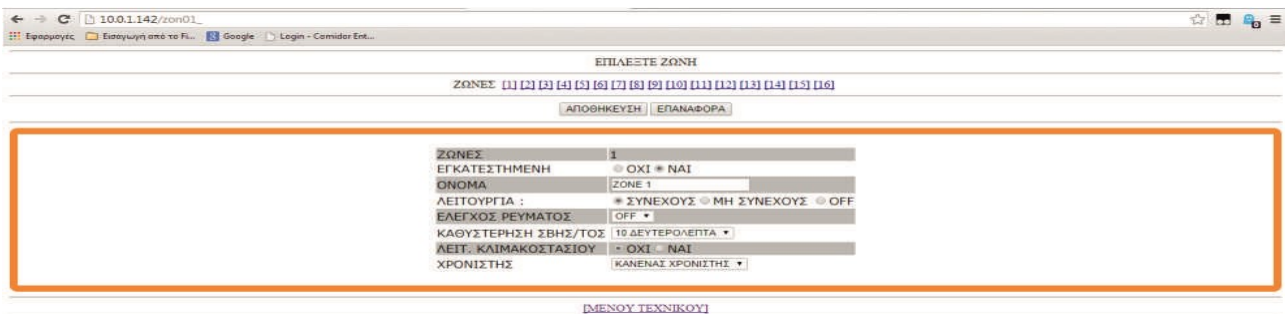 10.0.1.142/zon01_
Εφαρμογές Εισαγωγή από το Fi... Google Login - Comidor Ent...
ΕΠΙΛΕΞΤΕ ΖΩΝΗ
ΖΩΝΕΣ [1] [2] [3] [4] [5] [6] [7] [8] [9] [10] [11] [12] [13] [14] [15] [16]
ΑΠΟΘΗΚΕΥΣΗ ΕΠΑΝΑΦΟΡΑ
ΖΩΝΕΣ 1
ΕΓΚΑΤΕΣΤΗΜΕΝΗ ΟΧΙ ΝΑΙ
ΟΝΟΜΑ ZONE 1
ΛΕΙΤΟΥΡΓΙΑ : ΣΥΝΕΧΟΥΣ ΜΗ ΣΥΝΕΧΟΥΣ OFF
ΕΛΕΓΧΟΣ ΡΕΥΜΑΤΟΣ OFF
ΚΑΘΥΣΤΕΡΗΣΗ ΣΒΗΣ/ΤΟΣ 10 ΔΕΥΤΕΡΟΛΕΠΤΑ
ΛΕΙΤ. ΚΛΙΜΑΚΟΣΤΑΣΙΟΥ ΟΧΙ ΝΑΙ
ΧΡΟΝΙΣΤΗΣ ΚΑΝΕΝΑΣ ΧΡΟΝΙΣΤΗΣ
[ΜΕΝΟΥ ΤΕΧΝΙΚΟΥ]